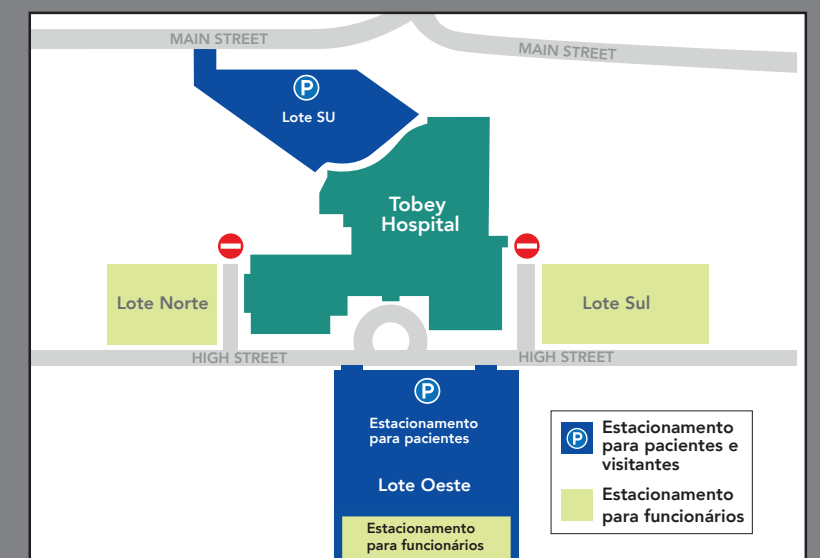 MAIN STREET
MAIN STREET
P
Lote SU
Tobey
Hospital
Lote Norte
Lote Sul
HIGH STREET
HIGH STREET
P
Estacionamento
para pacientes
Lote Oeste
Estacionamento
para funcionários
P
Estacionamento
para pacientes e
visitantes
Estacionamento
para funcionários